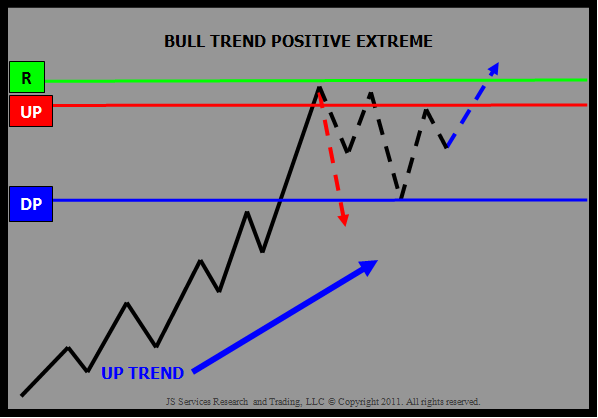 BULL TREND POSITIVE EXTREME
R
UP
DP
UP TREND
JS Services Research and Trading, LLC © Copyright 2011. All rights reserved.